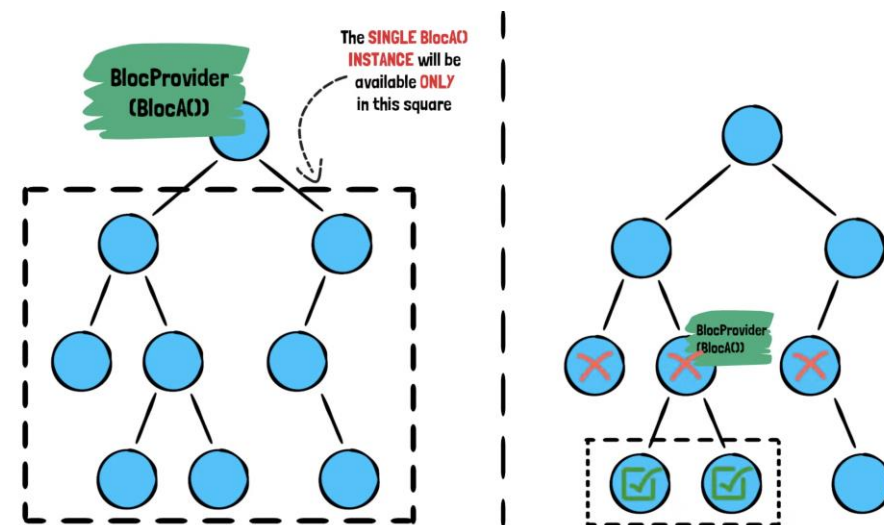 BlocProvider
(BlocA())
The SINGLE BlocA()
INSTANCE will be
available ONLY
in this square
BlocProvider
(BlocA())